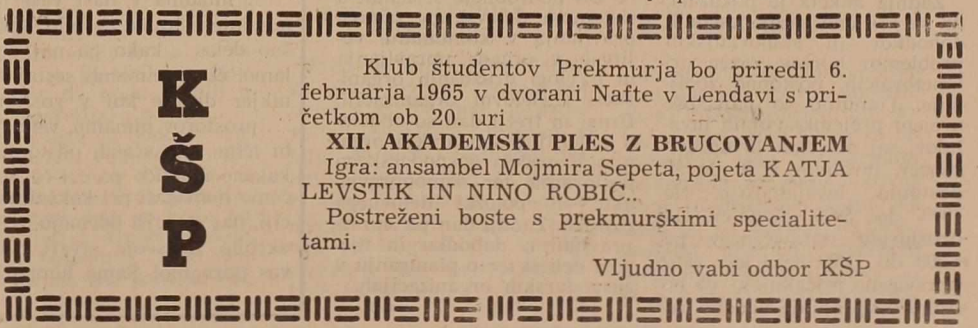 K
Š
P
Klub študentov Prekmurja bo priredil 6.
februarja 1965 v dvorani Nafte v Lendavi s pri-
četkom ob 20. uri
XII. AKADEMSKI PLES Z BRUCOVANJEM
Igra: ansambel Mojmira Sepeta, pojeta KATJA
LEVSTIK IN NINO ROBIČ..
Postreženi boste s prekmurskimi specialite-
tami.
Vljudno vabi odbor KŠP